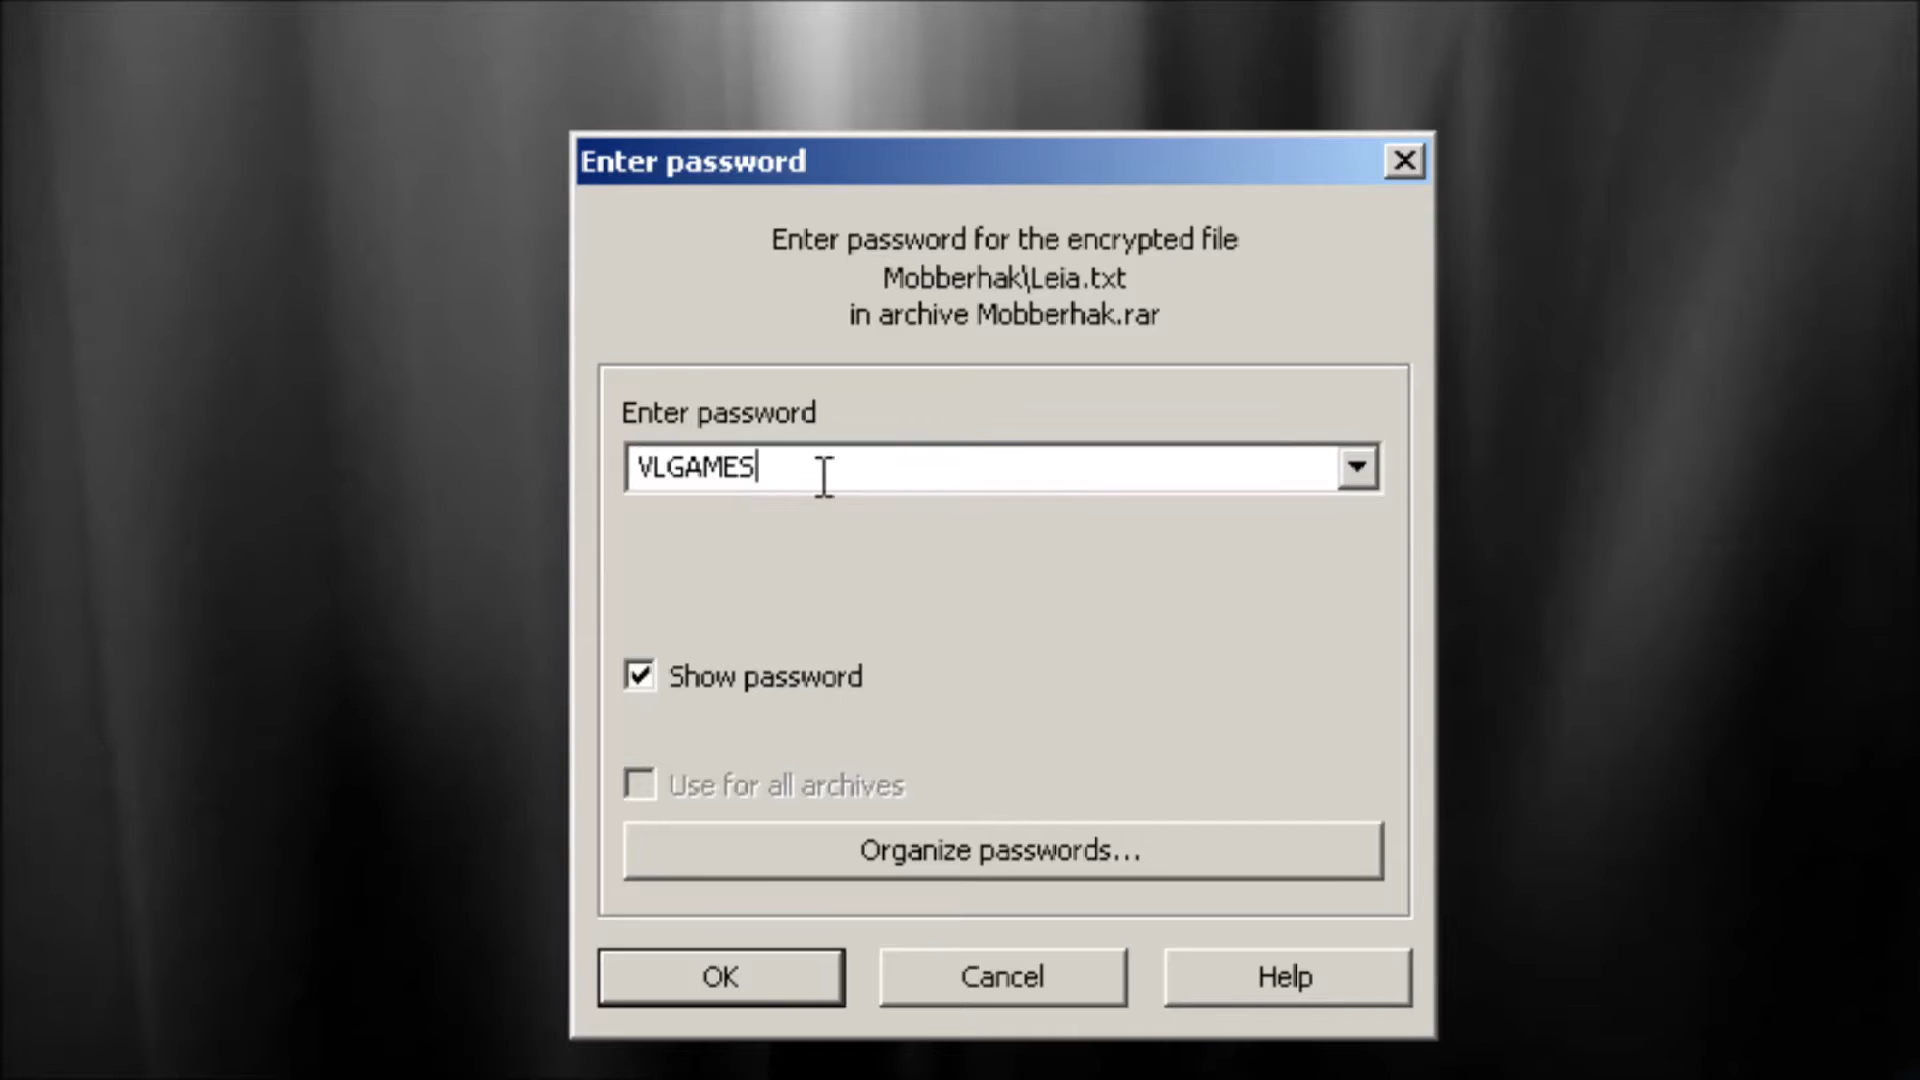 Enter password
Enter password for the encrypted file
Mobberhak\Leia.txt
in archive Mobberhak.rar
Enter password
VLGAMES
Show password
Use for all archives
Organize passwords...
OK
Cancel
Help